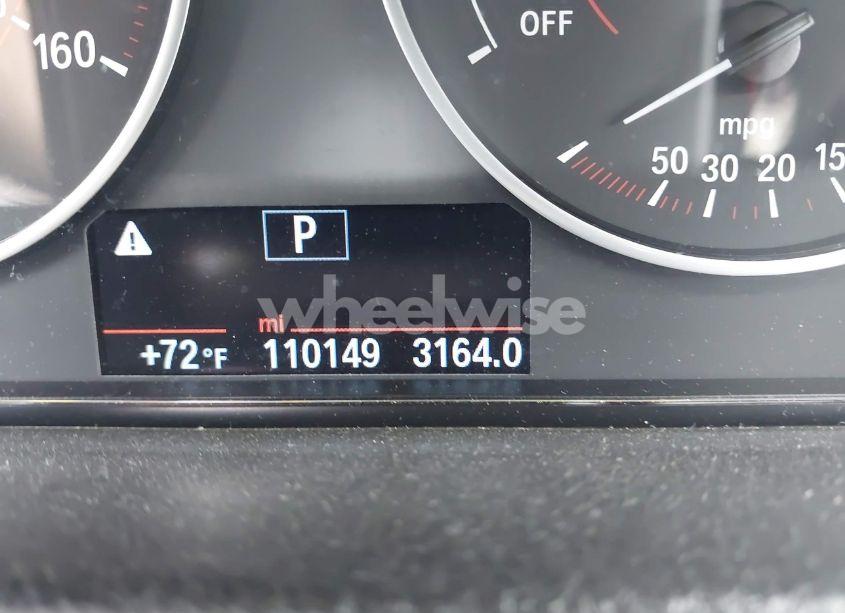 160
OFF
mpg
50 30 20 15
P
wheelwise
mi
+72°F 110149 3164.0